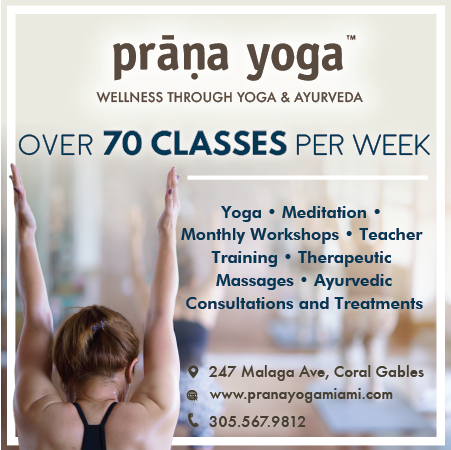 prāṇa yoga™
WELLNESS THROUGH YOGA & AYURVEDA
OVER 70 CLASSES PER WEEK
Yoga • Meditation •
Monthly Workshops • Teacher
Training • Therapeutic
Massages • Ayurvedic
Consultations and Treatments
247 Malaga Ave, Coral Gables
www.pranayogamiami.com
305.567.9812